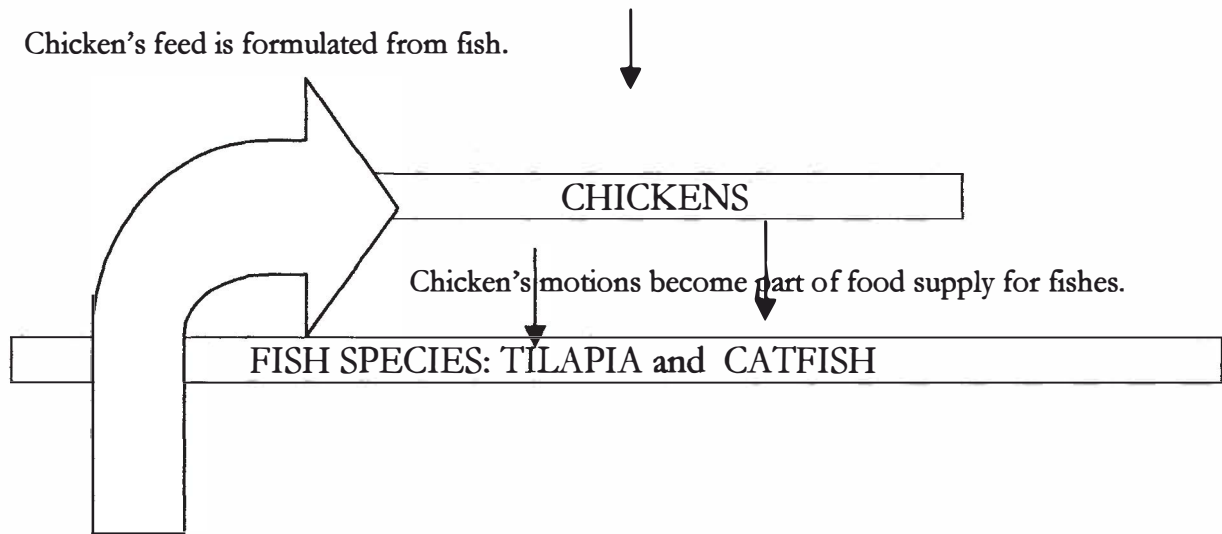 Chicken's feed is formulated from fish.
CHICKENS
Chicken's motions become part of food supply for fishes.
FISH SPECIES: TILAPIA and CATFISH